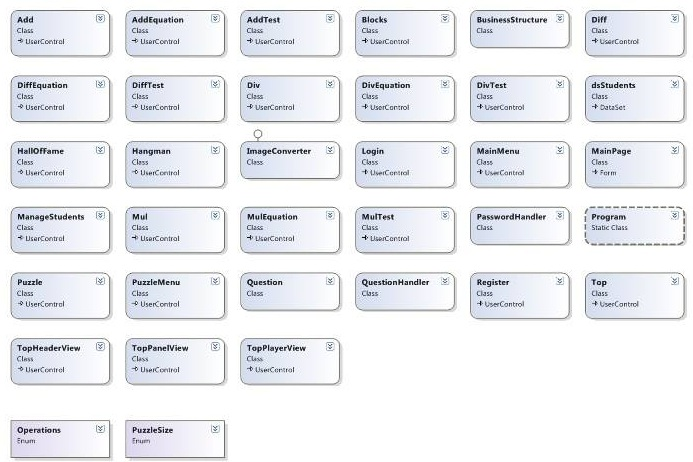 Add
Class
UserControl
AddEquation
Class
UserControl
AddTest
Class
UserControl
Blocks
Class
UserControl
BusinessStructure
Class
Diff
Class
UserControl
DiffEquation
Class
UserControl
DiffTest
Class
UserControl
Div
Class
UserControl
DivEquation
Class
UserControl
DivTest
Class
UserControl
dsStudents
Class
DataSet
HallOfFame
Class
UserControl
Hangman
Class
UserControl
ImageConverter
Class
Login
Class
UserControl
MainMenu
Class
UserControl
MainPage
Class
Form
ManageStudents
Class
UserControl
Mul
Class
UserControl
MulEquation
Class
UserControl
MulTest
Class
UserControl
PasswordHandler
Class
Program
Static Class
Puzzle
Class
UserControl
PuzzleMenu
Class
UserControl
Question
Class
QuestionHandler
Class
UserControl
Register
Class
UserControl
Top
Class
UserControl
TopHeaderView
Class
UserControl
TopPanelView
Class
UserControl
TopPlayerView
Class
UserControl
Operations
Enum
PuzzleSize
Enum